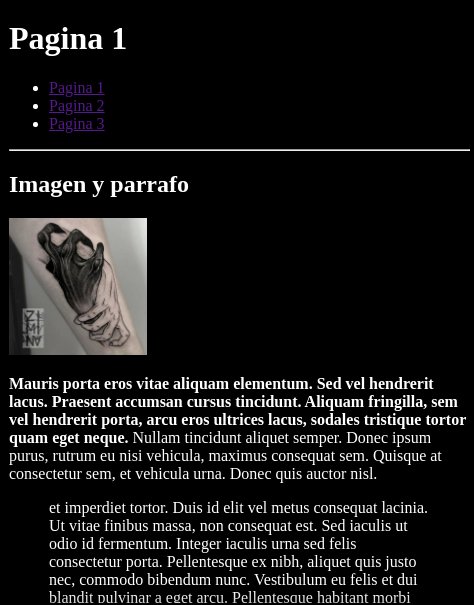 Pagina 1
Pagina 1
Pagina 2
Pagina 3
Imagen y parrafo
Mauris porta eros vitae aliquam elementum. Sed vel hendrerit
lacus. Praesent accumsan cursus tincidunt. Aliquam fringilla, sem
vel hendrerit porta, arcu eros ultrices lacus, sodales tristique tortor
quam eget neque. Nullam tincidunt aliquet semper. Donec ipsum
purus, rutrum eu nisi vehicula, maximus consequat sem. Quisque at
consectetur sem, et vehicula urna. Donec quis auctor nisl.
et imperdiet tortor. Duis id elit vel metus consequat lacinia.
Ut vitae finibus massa, non consequat est. Sed iaculis ut
odio id fermentum. Integer iaculis urna sed felis
consectetur porta. Pellentesque ex nibh, aliquet quis justo
nec, commodo bibendum nunc. Vestibulum eu felis et dui
blandit pulvinar a eget arcu. Pellentesque habitant morbi